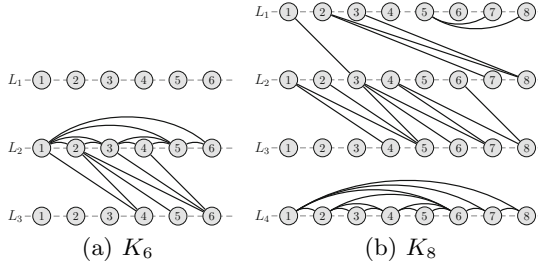 L1 1 2 3 4 5 6 7 8
L1 1 2 3 4 5 6
L2 1 2 3 4 5 6 7 8
L2 1 2 3 4 5 6
L3 1 2 3 4 5 6 7 8
L3 1 2 3 4 5 6
L4 1 2 3 4 5 6 7 8
(a) K6
(b) K8